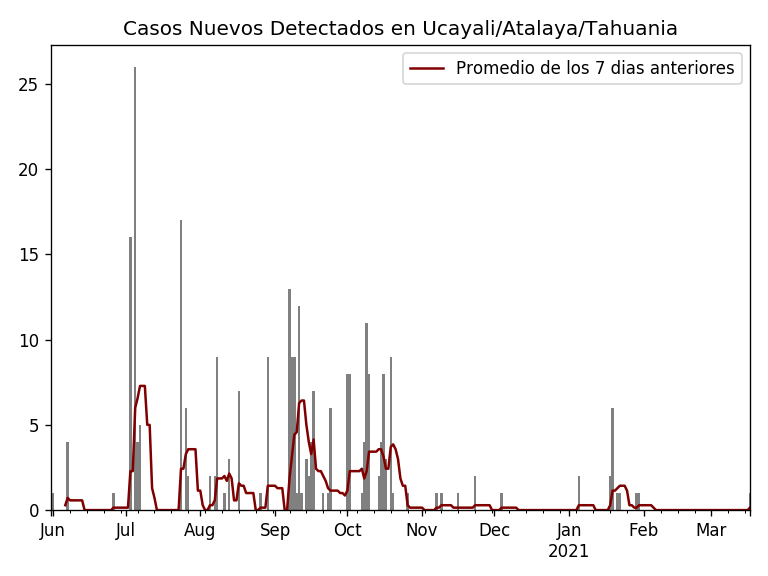 Casos Nuevos Detectados en Ucayali/Atalaya/Tahuania
Promedio de los 7 dias anteriores
25
20
15
10
5
0
Jun Jul Aug Sep Oct Nov Dec Jan Feb Mar
2021